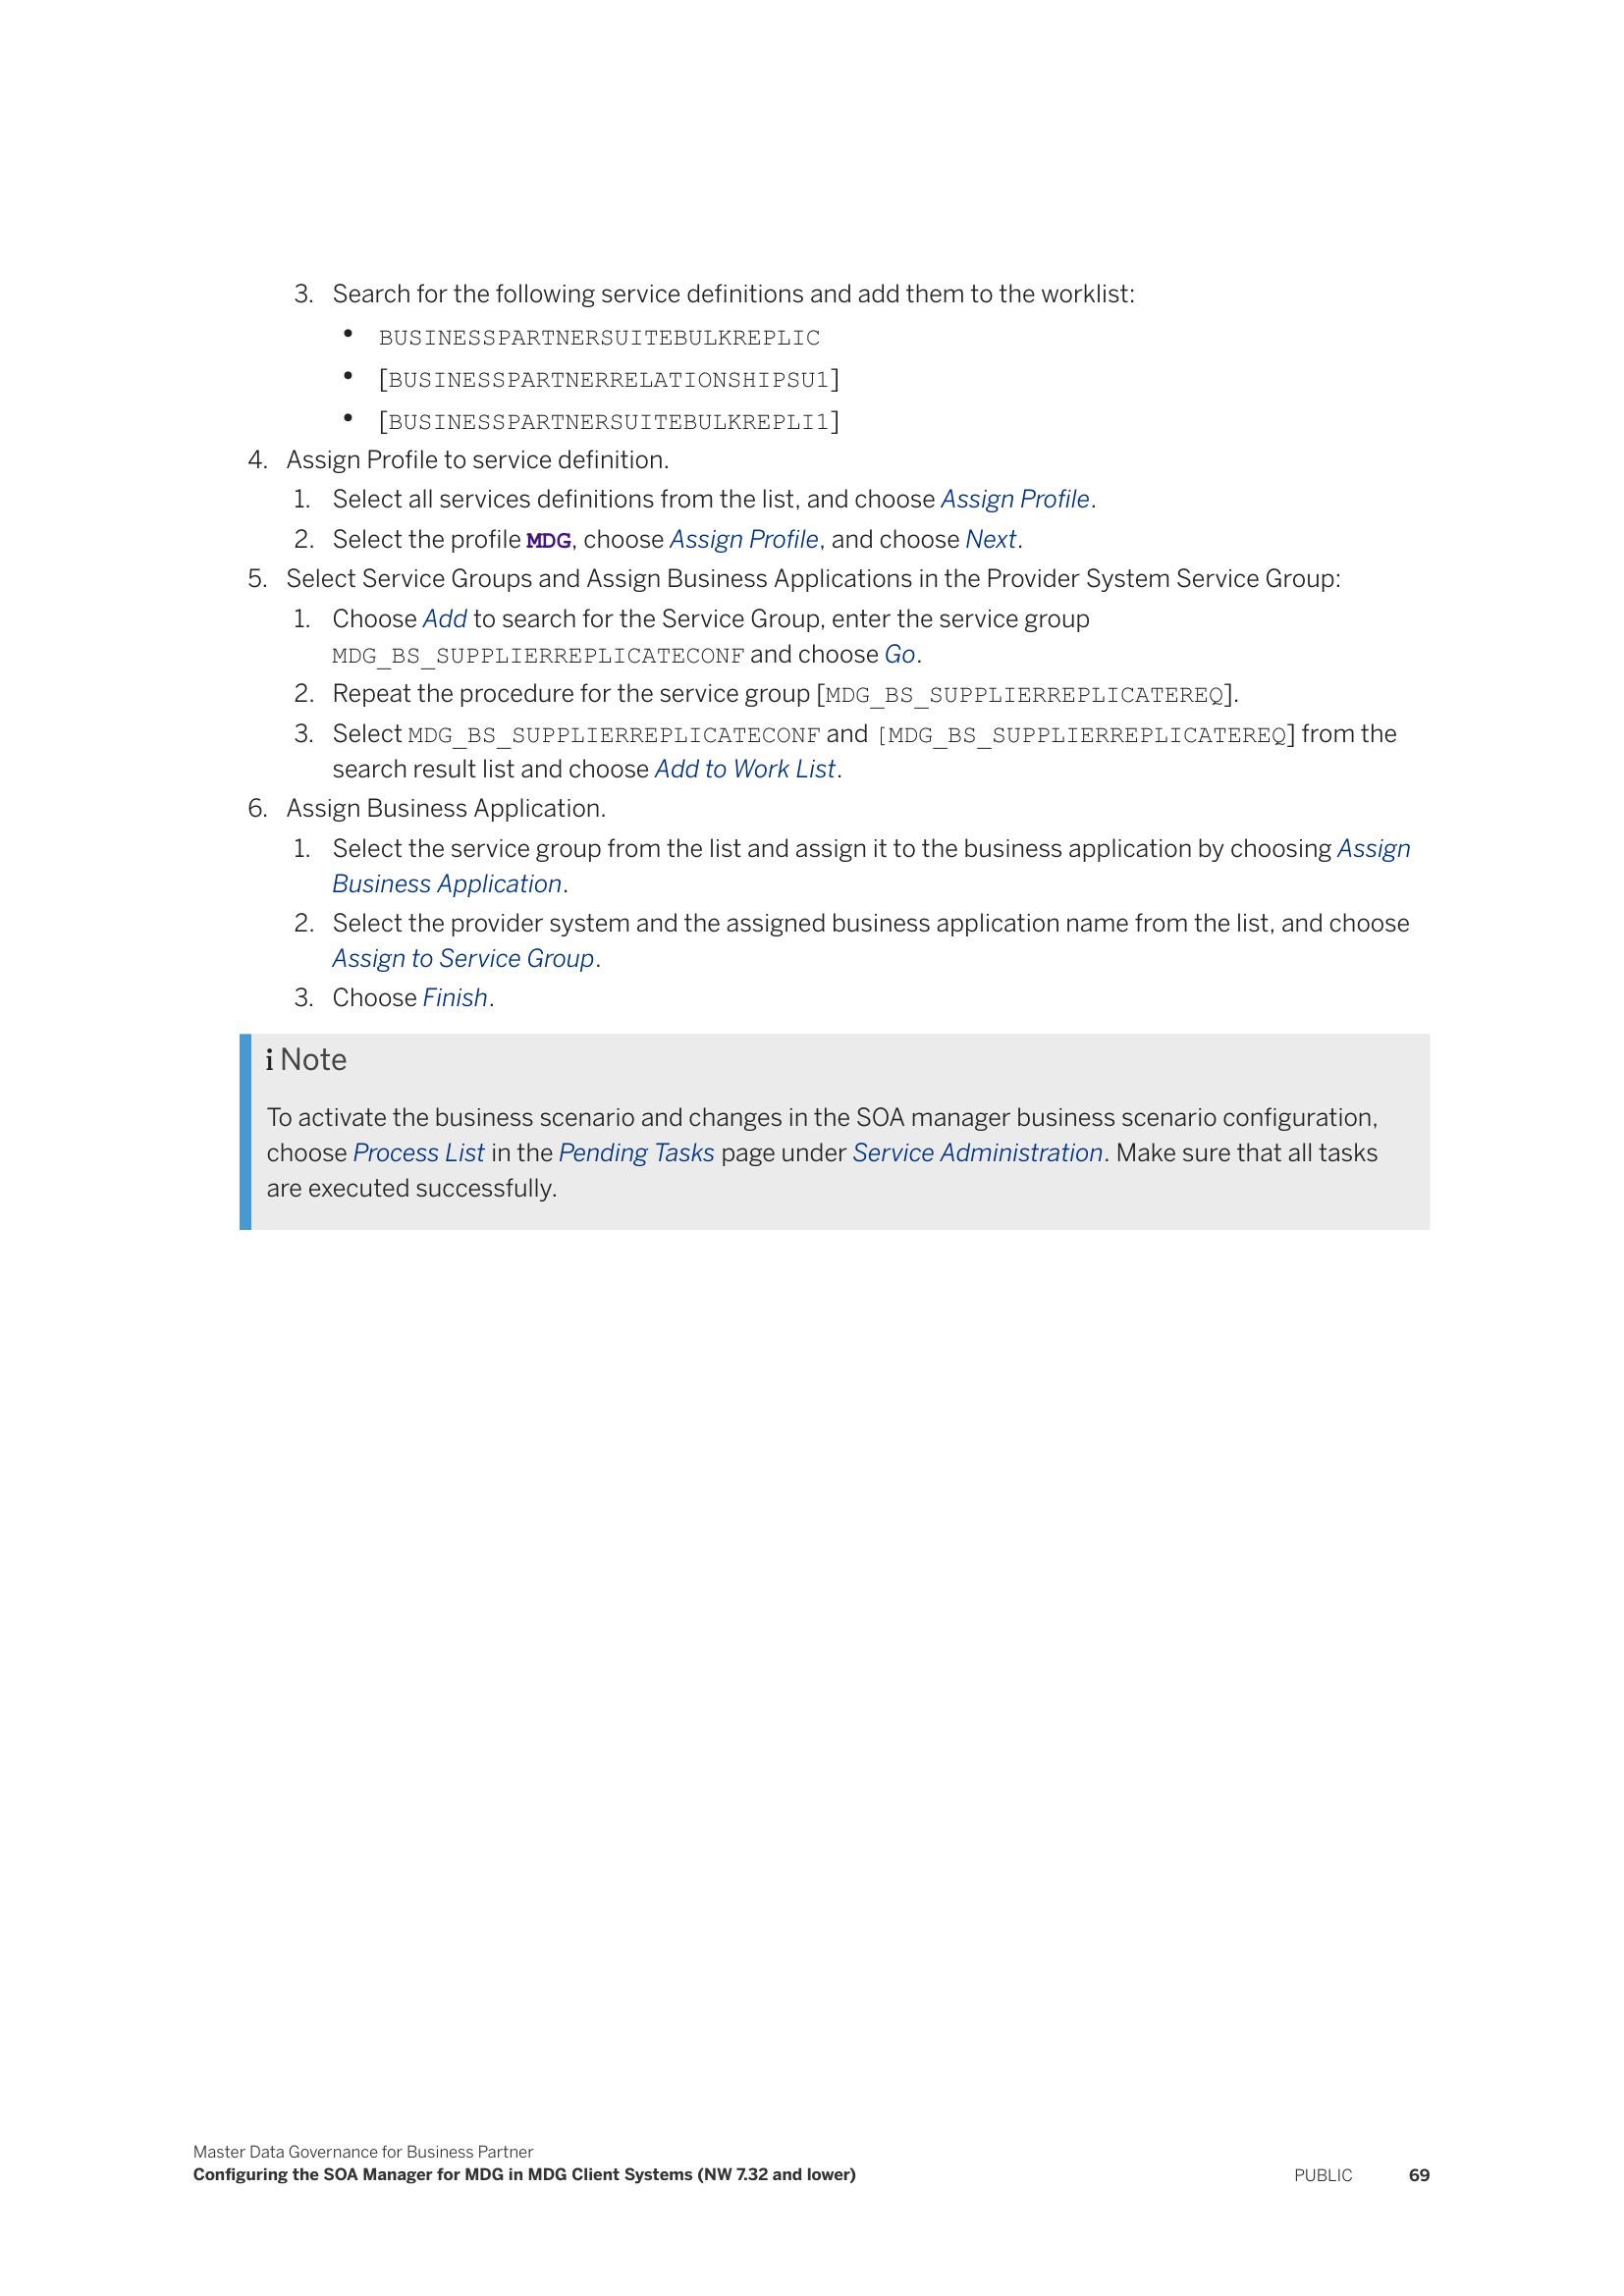 3. Search for the following service definitions and add them to the worklist:
• BUSINESSPARTNERSUITEBULKREPLIC
• [BUSINESSPARTNERRELATIONSHIPSU1]
• [BUSINESSPARTNERSUITEBULKREPLI1]
4. Assign Profile to service definition.
1. Select all services definitions from the list, and choose Assign Profile.
2. Select the profile MDG, choose Assign Profile, and choose Next.
5. Select Service Groups and Assign Business Applications in the Provider System Service Group:
1. Choose Add to search for the Service Group, enter the service group
MDG_BS_SUPPLIERREPLICATECONF and choose Go.
2. Repeat the procedure for the service group [MDG_BS_SUPPLIERREPLICATEREQ].
3. Select MDG_BS_SUPPLIERREPLICATECONF and [MDG_BS_SUPPLIERREPLICATEREQ] from the
search result list and choose Add to Work List.
6. Assign Business Application.
1. Select the service group from the list and assign it to the business application by choosing Assign
Business Application.
2. Select the provider system and the assigned business application name from the list, and choose
Assign to Service Group.
3. Choose Finish.
i Note
To activate the business scenario and changes in the SOA manager business scenario configuration,
choose Process List in the Pending Tasks page under Service Administration. Make sure that all tasks
are executed successfully.
Master Data Governance for Business Partner
Configuring the SOA Manager for MDG in MDG Client Systems (NW 7.32 and lower) PUBLIC 69